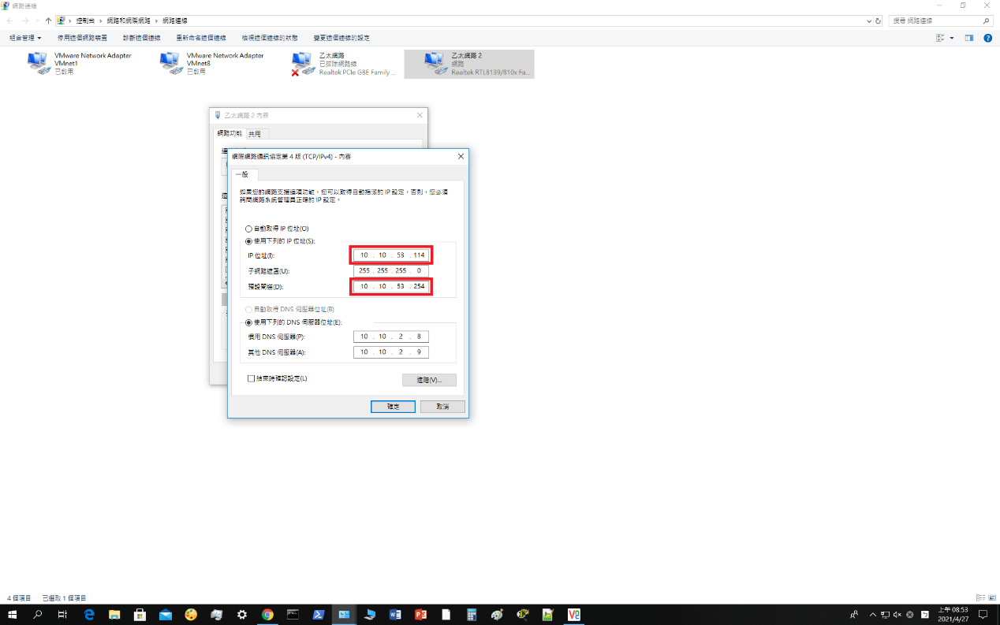 網路連線
控制台 › 網路和網際網路 › 網路連線
搜尋 網路連線
組合管理 停用這個網路裝置 診斷這個連線 重新命名這個連線 檢視這個連線的狀態 變更這個連線的設定
VMware Network Adapter
VMnet1
已啟用
VMware Network Adapter
VMnet8
已啟用
乙太網路
已拔除網路線
Realtek PCIe GBE Family ...
乙太網路 2
網路
Realtek RTL8139/810x Fa...
乙太網路 2 內容
網路功能 共用
網際網路通訊協定第 4 版 (TCP/IPv4) - 內容
一般
如果您的網路支援這項功能，您可以取得自動指派的 IP 設定。否則，您必須
詢問網路系統管理員正確的 IP 設定。
自動取得 IP 位址(O)
使用下列的 IP 位址(S):
IP 位址(I): 10 . 10 . 53 . 114
子網路遮罩(U): 255 . 255 . 255 . 0
預設閘道(D): 10 . 10 . 53 . 254
自動取得 DNS 伺服器位址(B)
使用下列的 DNS 伺服器位址(E):
慣用 DNS 伺服器(P): 10 . 10 . 2 . 8
其他 DNS 伺服器(A): 10 . 10 . 2 . 9
結束時確認設定(L)
進階(V)...
確定 取消
4 個項目 已選取 1 個項目
上午 08:53
2021/4/27